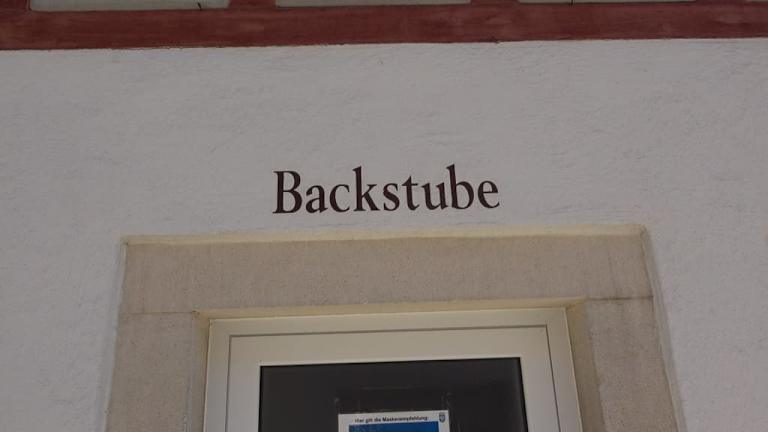 Backstube
Hier gilt die Maskenempfehlung: